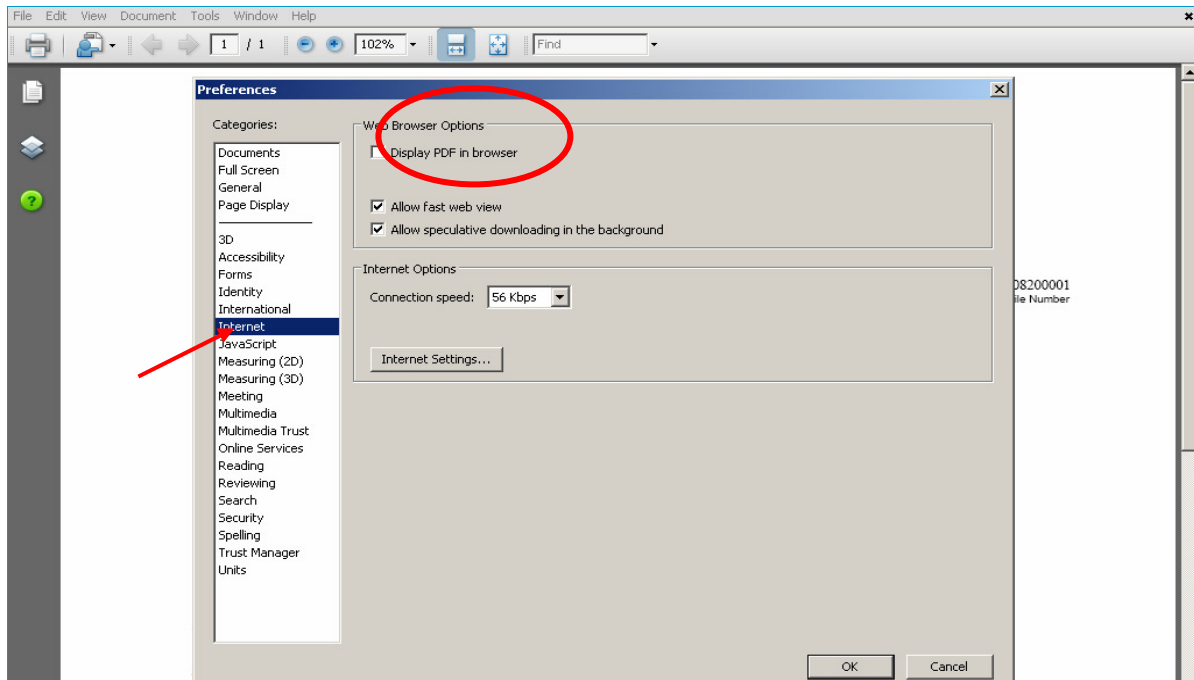 File Edit View Document Tools Window Help
1 / 1 102% Find
Preferences
Categories:
Documents
Full Screen
General
Page Display
3D
Accessibility
Forms
Identity
International
Internet
JavaScript
Measuring (2D)
Measuring (3D)
Meeting
Multimedia
Multimedia Trust
Online Services
Reading
Reviewing
Search
Security
Spelling
Trust Manager
Units
Web Browser Options
Display PDF in browser
Allow fast web view
Allow speculative downloading in the background
Internet Options
Connection speed: 56 Kbps
Internet Settings...
OK Cancel
08200001
ile Number